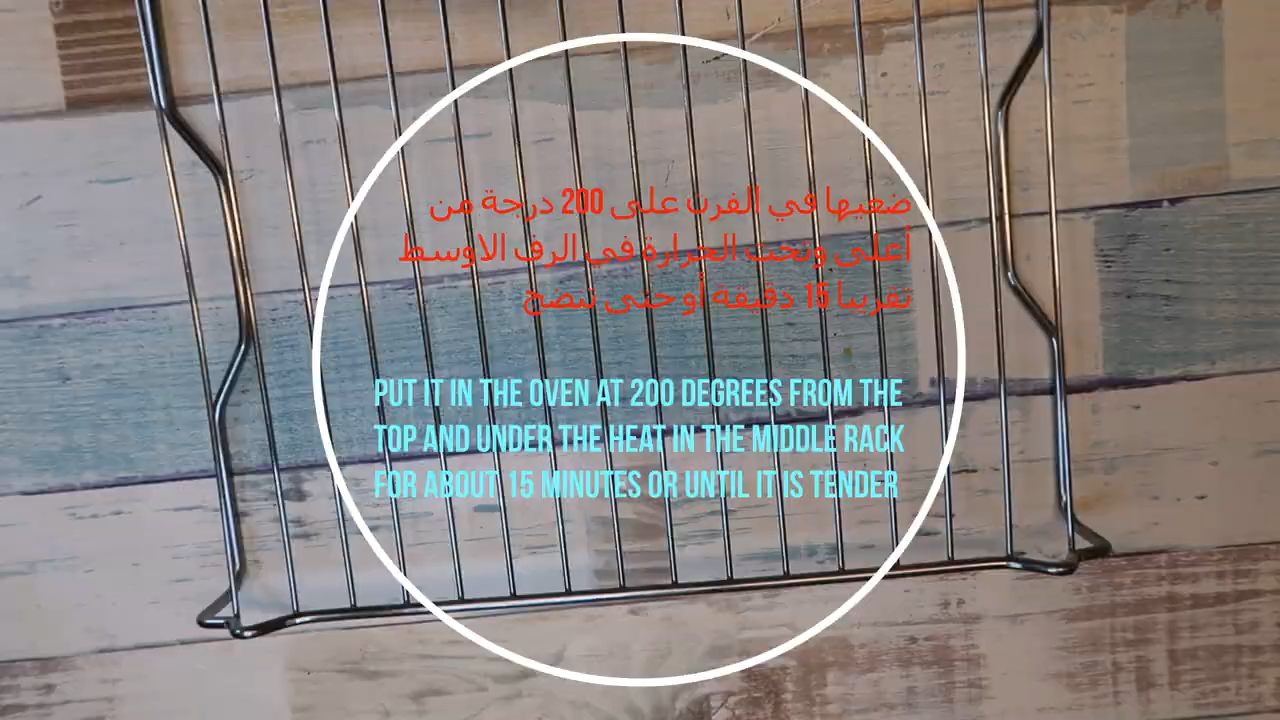 ضعيها في الفرن على 200 درجة من
أعلى وتحت الحرارة في الرف الاوسط
تقريبا 15 دقيقة أو حتى تنضج
PUT IT IN THE OVEN AT 200 DEGREES FROM THE
TOP AND UNDER THE HEAT IN THE MIDDLE RACK
FOR ABOUT 15 MINUTES OR UNTIL IT IS TENDER